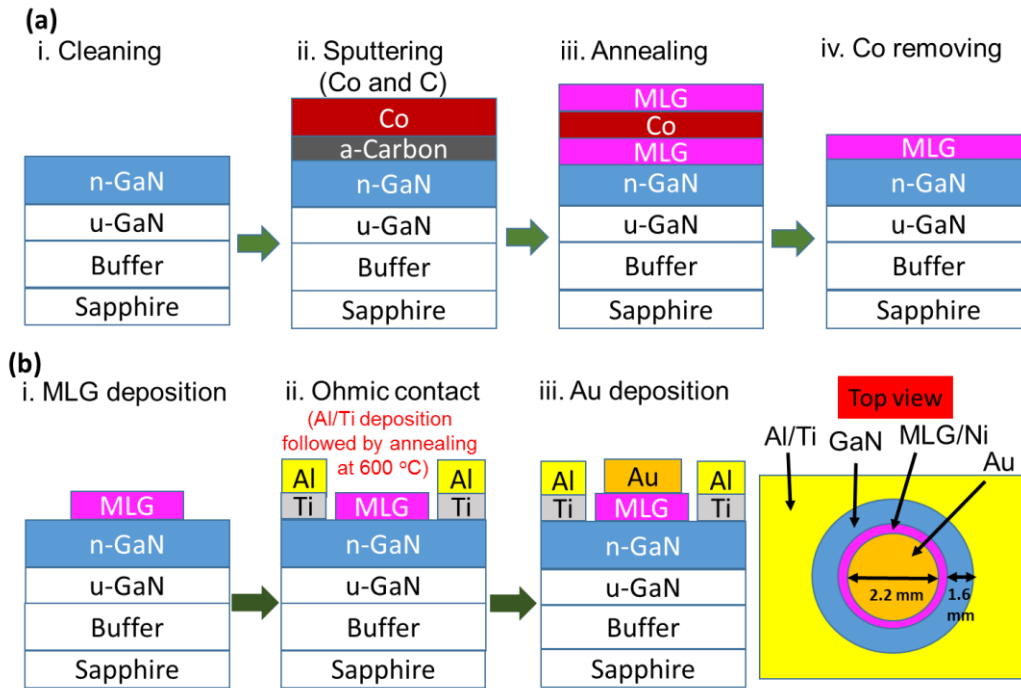 (a)
i. Cleaning
n-GaN
u-GaN
Buffer
Sapphire
ii. Sputtering
(Co and C)
Co
a-Carbon
n-GaN
u-GaN
Buffer
Sapphire
iii. Annealing
MLG
Co
MLG
n-GaN
u-GaN
Buffer
Sapphire
iv. Co removing
MLG
n-GaN
u-GaN
Buffer
Sapphire
(b)
i. MLG deposition
MLG
n-GaN
u-GaN
Buffer
Sapphire
ii. Ohmic contact
(Al/Ti deposition
followed by annealing
at 600 °C)
Al Al
Ti MLG Ti
n-GaN
u-GaN
Buffer
Sapphire
iii. Au deposition
Al Au Al
Ti MLG Ti
n-GaN
u-GaN
Buffer
Sapphire
Top view
Al/Ti
GaN
MLG/Ni
Au
2.2 mm
1.6
mm